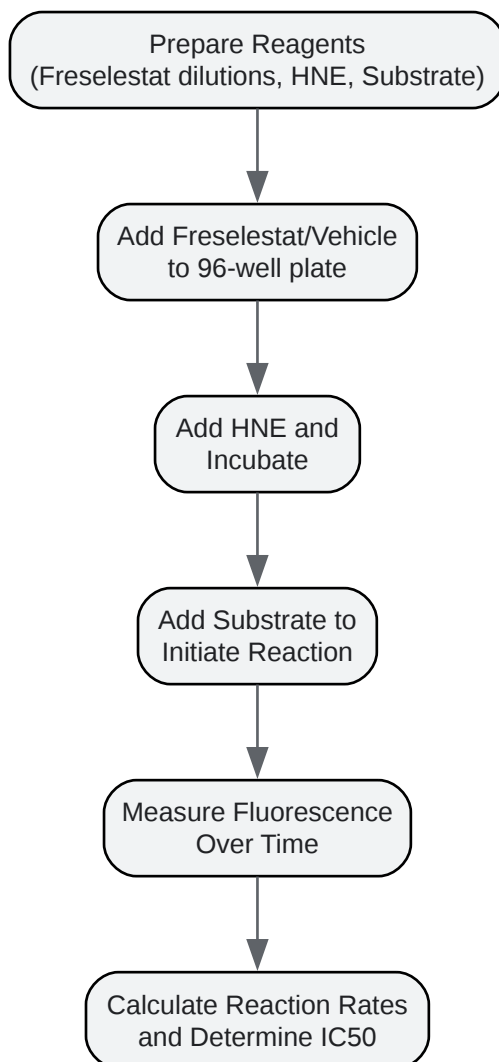 Prepare Reagents
(Freselestat dilutions, HNE, Substrate)
Add Freselestat/Vehicle
to 96-well plate
Add HNE and
Incubate
Add Substrate to
Initiate Reaction
Measure Fluorescence
Over Time
Calculate Reaction Rates
and Determine IC50